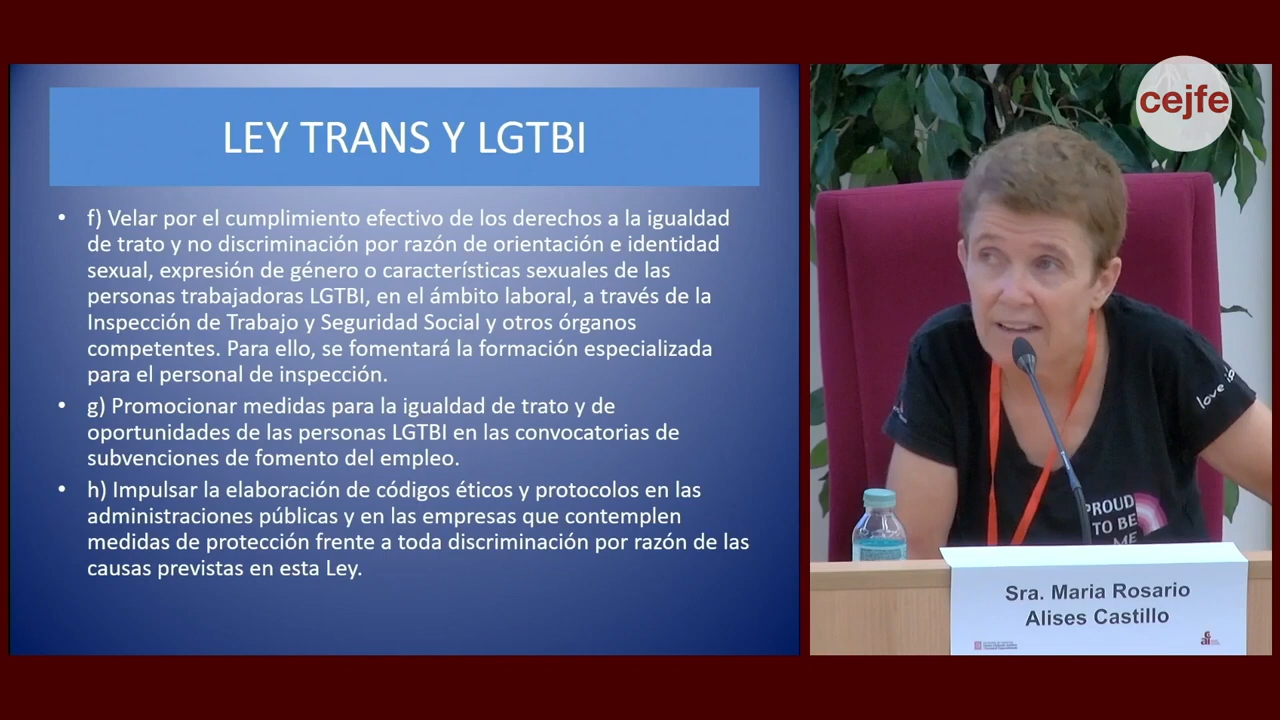 LEY TRANS Y LGTBI
• f) Velar por el cumplimiento efectivo de los derechos a la igualdad
de trato y no discriminación por razón de orientación e identidad
sexual, expresión de género o características sexuales de las
personas trabajadoras LGTBI, en el ámbito laboral, a través de la
Inspección de Trabajo y Seguridad Social y otros órganos
competentes. Para ello, se fomentará la formación especializada
para el personal de inspección.
• g) Promocionar medidas para la igualdad de trato y de
oportunidades de las personas LGTBI en las convocatorias de
subvenciones de fomento del empleo.
• h) Impulsar la elaboración de códigos éticos y protocolos en las
administraciones públicas y en las empresas que contemplen
medidas de protección frente a toda discriminación por razón de las
causas previstas en esta Ley.
cejfe
love is
PROUD
TO BE
ME
Sra. Maria Rosario
Alises Castillo